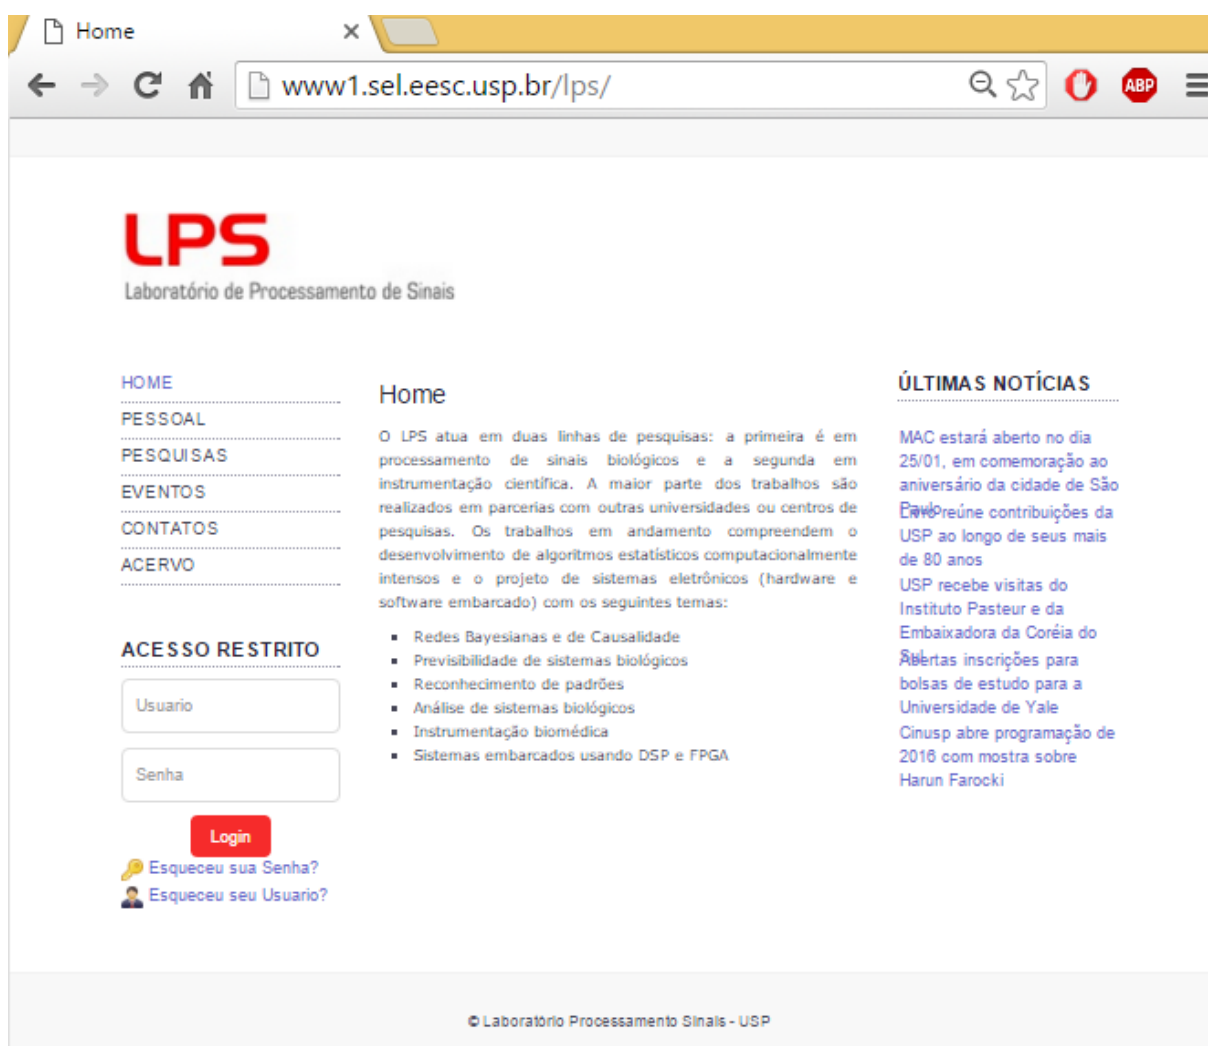 Home
www1.sel.eesc.usp.br/lps/
ABP
LPS
Laboratório de Processamento de Sinais
HOME
PESSOAL
PESQUISAS
EVENTOS
CONTATOS
ACERVO
ACESSO RESTRITO
Usuario
Senha
Login
Esqueceu sua Senha?
Esqueceu seu Usuario?
Home
O LPS atua em duas linhas de pesquisas: a primeira é em
processamento de sinais biológicos e a segunda em
instrumentação científica. A maior parte dos trabalhos são
realizados em parcerias com outras universidades ou centros de
pesquisas. Os trabalhos em andamento compreendem o
desenvolvimento de algoritmos estatísticos computacionalmente
intensos e o projeto de sistemas eletrônicos (hardware e
software embarcado) com os seguintes temas:
Redes Bayesianas e de Causalidade
Previsibilidade de sistemas biológicos
Reconhecimento de padrões
Análise de sistemas biológicos
Instrumentação biomédica
Sistemas embarcados usando DSP e FPGA
ÚLTIMAS NOTÍCIAS
MAC estará aberto no dia
25/01, em comemoração ao
aniversário da cidade de São
Paulo
Livro reúne contribuições da
USP ao longo de seus mais
de 80 anos
USP recebe visitas do
Instituto Pasteur e da
Embaixadora da Coréia do
Sul
Abertas inscrições para
bolsas de estudo para a
Universidade de Yale
Cinusp abre programação de
2016 com mostra sobre
Harun Farocki
© Laboratório Processamento Sinais - USP